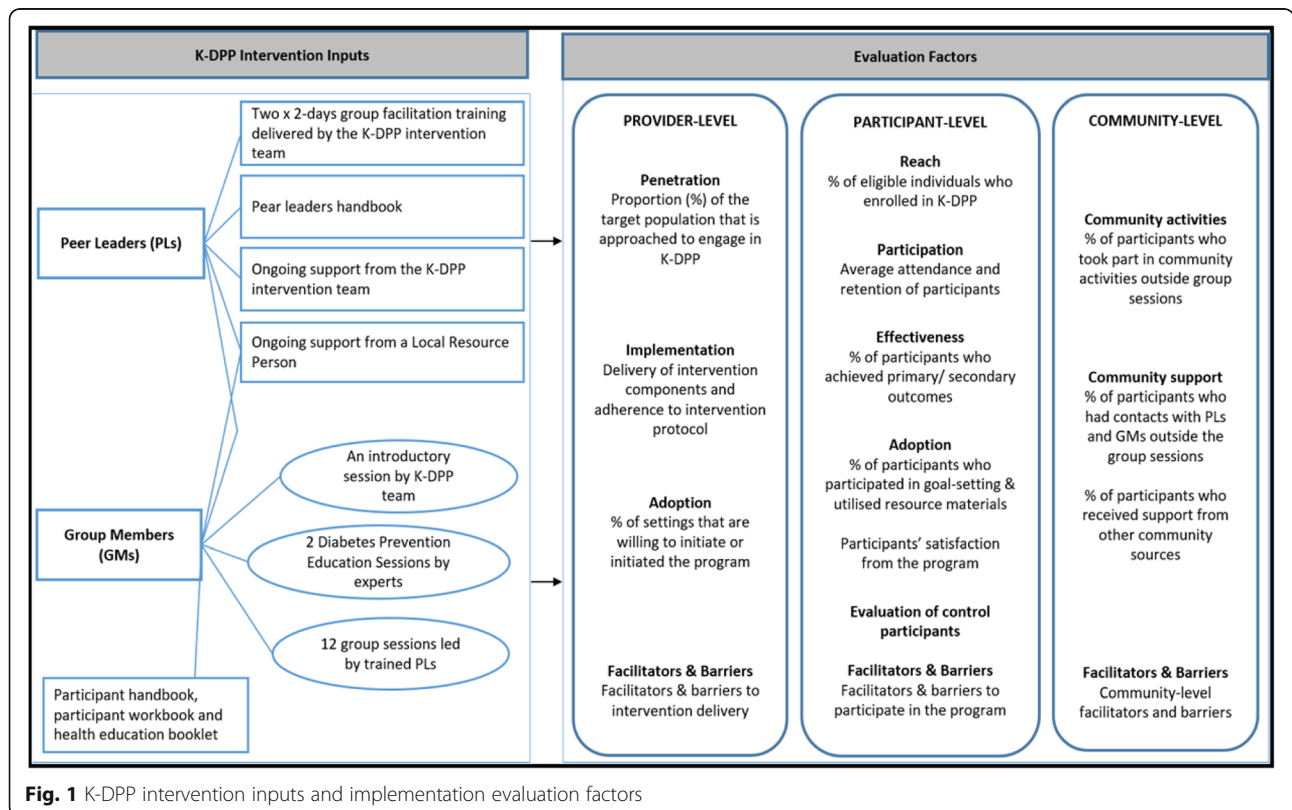 K-DPP Intervention Inputs
Two x 2-days group facilitation training
delivered by the K-DPP intervention
team
Pear leaders handbook
Peer Leaders (PLs)
Ongoing support from the K-DPP
intervention team
Ongoing support from a Local Resource
Person
An introductory
session by K-DPP
team
Group Members
(GMs)
2 Diabetes Prevention
Education Sessions by
experts
12 group sessions led
by trained PLs
Participant handbook,
participant workbook and
health education booklet
Evaluation Factors
PROVIDER-LEVEL
Penetration
Proportion (%) of the
target population that is
approached to engage in
K-DPP
Implementation
Delivery of intervention
components and
adherence to intervention
protocol
Adoption
% of settings that are
willing to initiate or
initiated the program
Facilitators & Barriers
Facilitators & barriers to
intervention delivery
PARTICIPANT-LEVEL
Reach
% of eligible individuals who
enrolled in K-DPP
Participation
Average attendance and
retention of participants
Effectiveness
% of participants who
achieved primary/ secondary
outcomes
Adoption
% of participants who
participated in goal-setting &
utilised resource materials
Participants’ satisfaction
from the program
Evaluation of control
participants
Facilitators & Barriers
Facilitators & barriers to
participate in the program
COMMUNITY-LEVEL
Community activities
% of participants who
took part in community
activities outside group
sessions
Community support
% of participants who
had contacts with PLs
and GMs outside the
group sessions
% of participants who
received support from
other community
sources
Facilitators & Barriers
Community-level
facilitators and barriers
Fig. 1 K-DPP intervention inputs and implementation evaluation factors